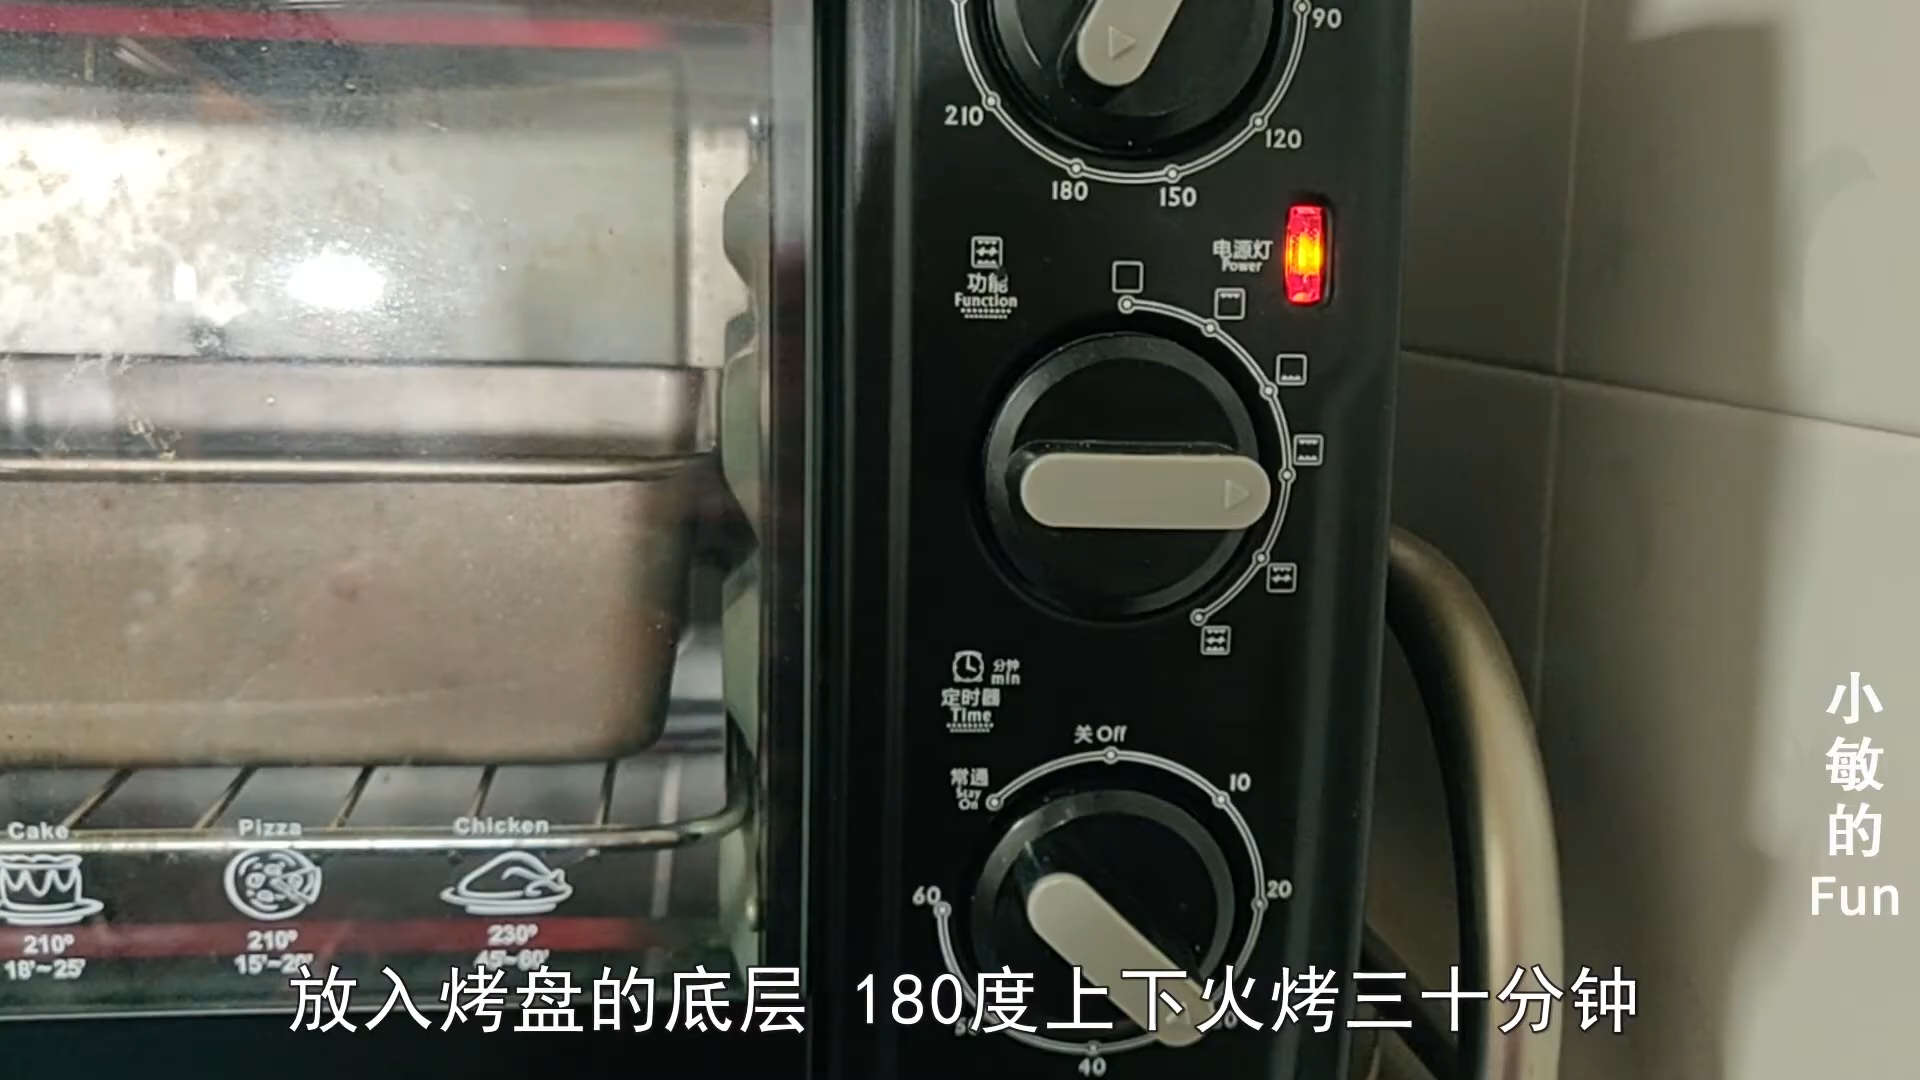 90
210
120
180
150
电源灯
Power
功能
Function
分钟
min
定时器
Time
关 Off
常通
Stay
On
10
20
60
40
Cake
Pizza
Chicken
210°
210°
230°
18'~25'
15'~20'
放入烤盘的底层 180度上下火烤三十分钟
小敏的
Fun